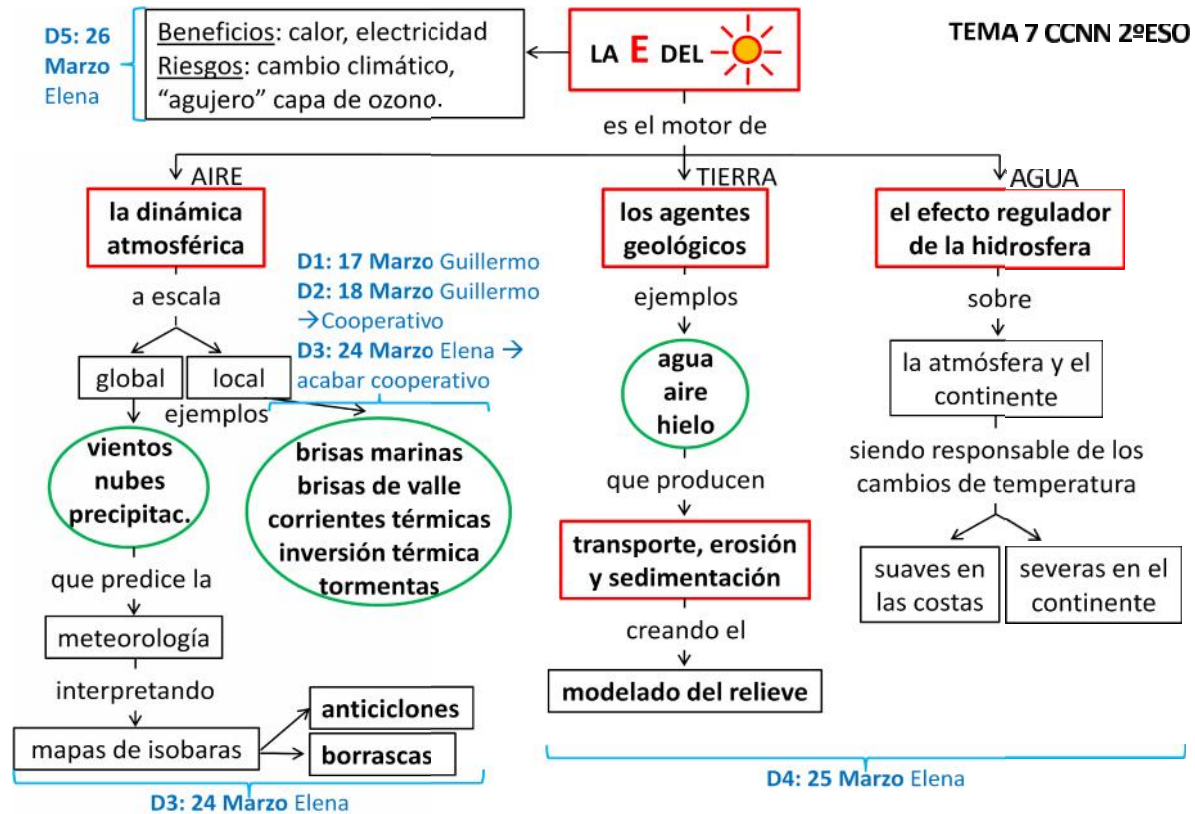 TEMA 7 CCNN 2ºESO
D5: 26
Marzo
Elena
Beneficios: calor, electricidad
Riesgos: cambio climático,
“agujero” capa de ozono.
LA E DEL
es el motor de
AIRE
la dinámica
atmosférica
a escala
global
local
ejemplos
D1: 17 Marzo Guillermo
D2: 18 Marzo Guillermo
→Cooperativo
D3: 24 Marzo Elena →
acabar cooperativo
vientos
nubes
precipitac.
brisas marinas
brisas de valle
corrientes térmicas
inversión térmica
tormentas
que predice la
meteorología
interpretando
mapas de isobaras
anticiclones
borrascas
D3: 24 Marzo Elena
TIERRA
los agentes
geológicos
ejemplos
agua
aire
hielo
que producen
transporte, erosión
y sedimentación
creando el
modelado del relieve
AGUA
el efecto regulador
de la hidrosfera
sobre
la atmósfera y el
continente
siendo responsable de los
cambios de temperatura
suaves en
las costas
severas en el
continente
D4: 25 Marzo Elena